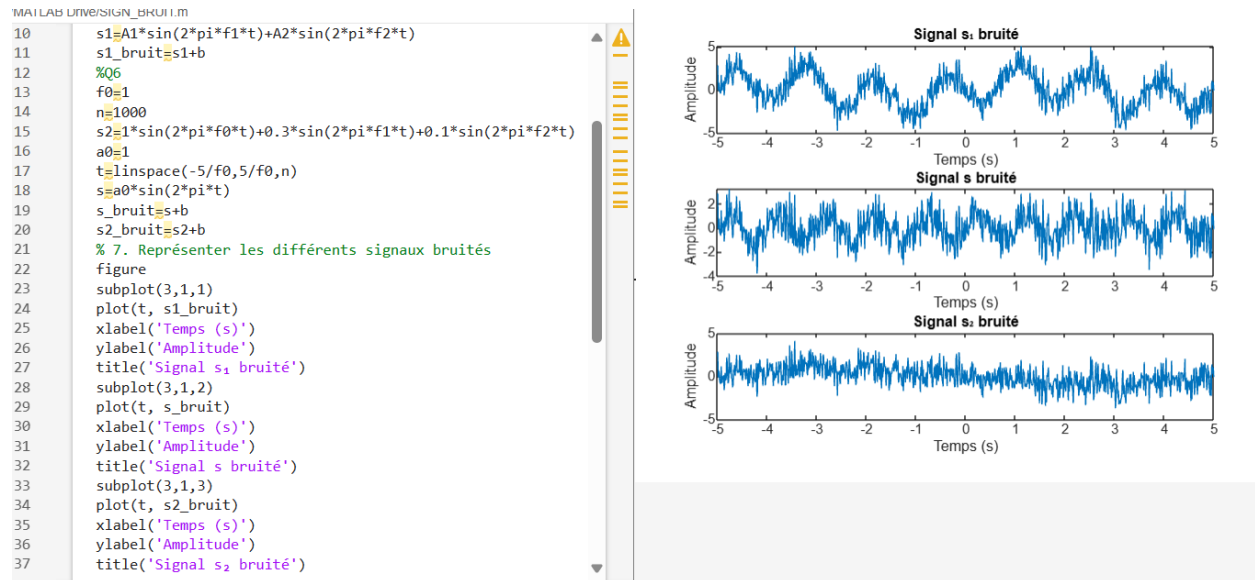 MATLAB Drive/SIGN_BRUIT.m
10 s1=A1*sin(2*pi*f1*t)+A2*sin(2*pi*f2*t)
11 s1_bruit=s1+b
12 %Q6
13 f0=1
14 n=1000
15 s2=1*sin(2*pi*f0*t)+0.3*sin(2*pi*f1*t)+0.1*sin(2*pi*f2*t)
16 a0=1
17 t=linspace(-5/f0,5/f0,n)
18 s=a0*sin(2*pi*t)
19 s_bruit=s+b
20 s2_bruit=s2+b
21 % 7. Représenter les différents signaux bruités
22 figure
23 subplot(3,1,1)
24 plot(t, s1_bruit)
25 xlabel('Temps (s)')
26 ylabel('Amplitude')
27 title('Signal s₁ bruité')
28 subplot(3,1,2)
29 plot(t, s_bruit)
30 xlabel('Temps (s)')
31 ylabel('Amplitude')
32 title('Signal s bruité')
33 subplot(3,1,3)
34 plot(t, s2_bruit)
35 xlabel('Temps (s)')
36 ylabel('Amplitude')
37 title('Signal s₂ bruité')
Signal s₁ bruité
Amplitude
5
0
-5
-5 -4 -3 -2 -1 0 1 2 3 4 5
Temps (s)
Signal s bruité
Amplitude
2
0
-2
-4
-5 -4 -3 -2 -1 0 1 2 3 4 5
Temps (s)
Signal s₂ bruité
Amplitude
5
0
-5
-5 -4 -3 -2 -1 0 1 2 3 4 5
Temps (s)